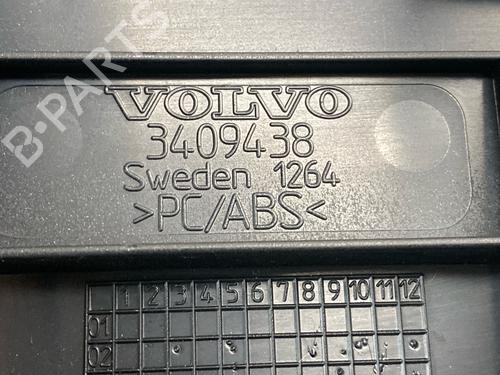 B-PARTS
VOLVO
3409438
Sweden 1264
>PC/ABS<
1 2 3 4 5 6 7 8 9 10 11 12
01
02